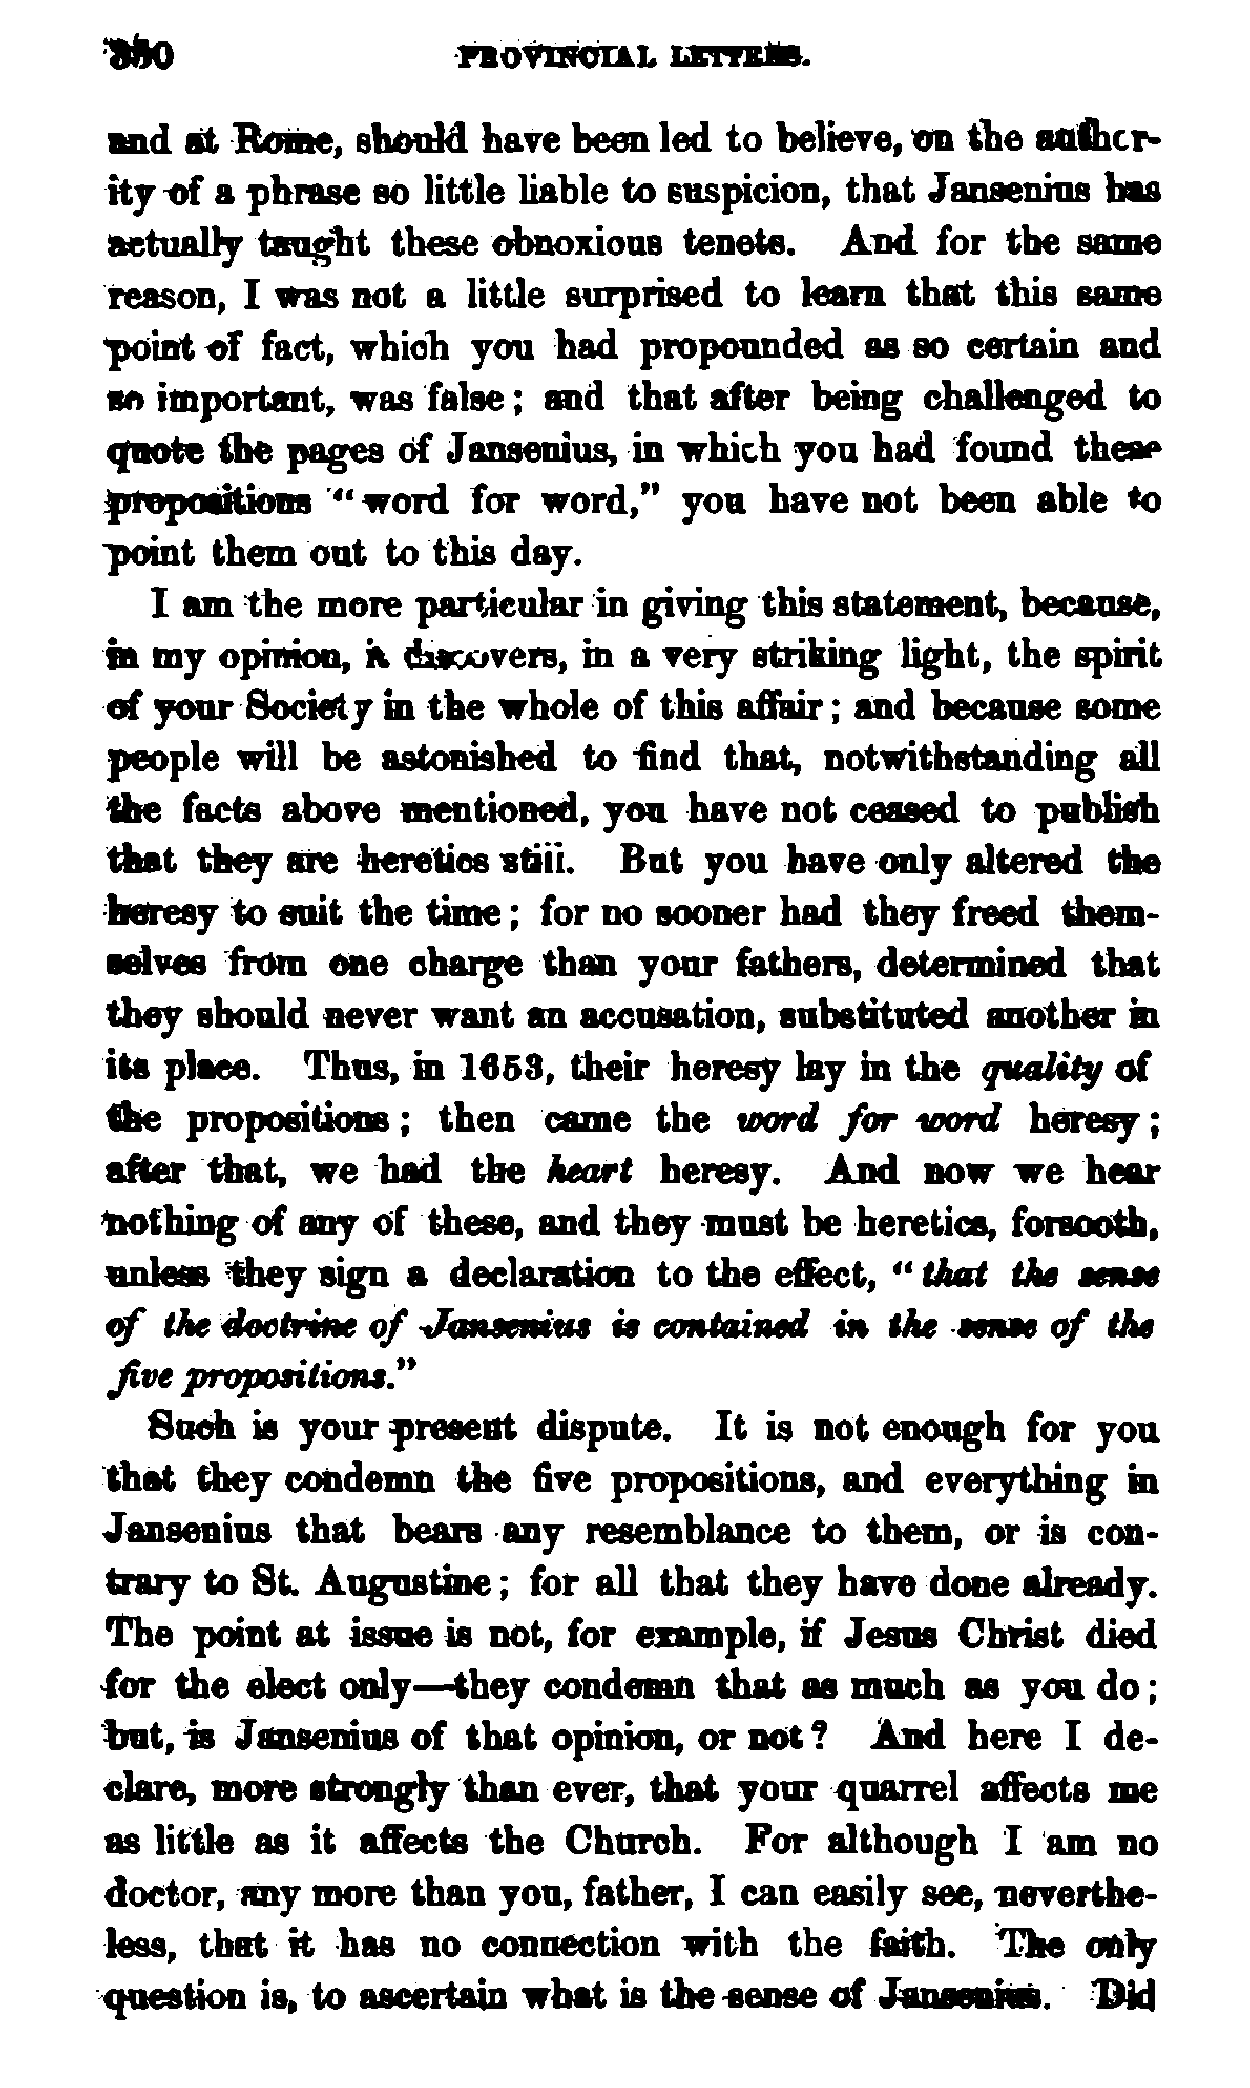 350 PROVINCIAL LETTERS.
and at Rome, should have been led to believe, on the author-
ity of a phrase so little liable to suspicion, that Jansenius has
actually taught these obnoxious tenets. And for the same
reason, I was not a little surprised to learn that this same
point of fact, which you had propounded as so certain and
so important, was false; and that after being challenged to
quote the pages of Jansenius, in which you had found these
propositions "word for word," you have not been able to
point them out to this day.
I am the more particular in giving this statement, because,
in my opinion, it discovers, in a very striking light, the spirit
of your Society in the whole of this affair; and because some
people will be astonished to find that, notwithstanding all
the facts above mentioned, you have not ceased to publish
that they are heretics still. But you have only altered the
heresy to suit the time; for no sooner had they freed them-
selves from one charge than your fathers, determined that
they should never want an accusation, substituted another in
its place. Thus, in 1653, their heresy lay in the quality of
the propositions; then came the word for word heresy;
after that, we had the heart heresy. And now we hear
nothing of any of these, and they must be heretics, forsooth,
unless they sign a declaration to the effect, "that the sense
of the doctrine of Jansenius is contained in the sense of the
five propositions."
Such is your present dispute. It is not enough for you
that they condemn the five propositions, and everything in
Jansenius that bears any resemblance to them, or is con-
trary to St. Augustine; for all that they have done already.
The point at issue is not, for example, if Jesus Christ died
for the elect only—they condemn that as much as you do;
but, is Jansenius of that opinion, or not? And here I de-
clare, more strongly than ever, that your quarrel affects me
as little as it affects the Church. For although I am no
doctor, any more than you, father, I can easily see, neverthe-
less, that it has no connection with the faith. The only
question is, to ascertain what is the sense of Jansenius. Did